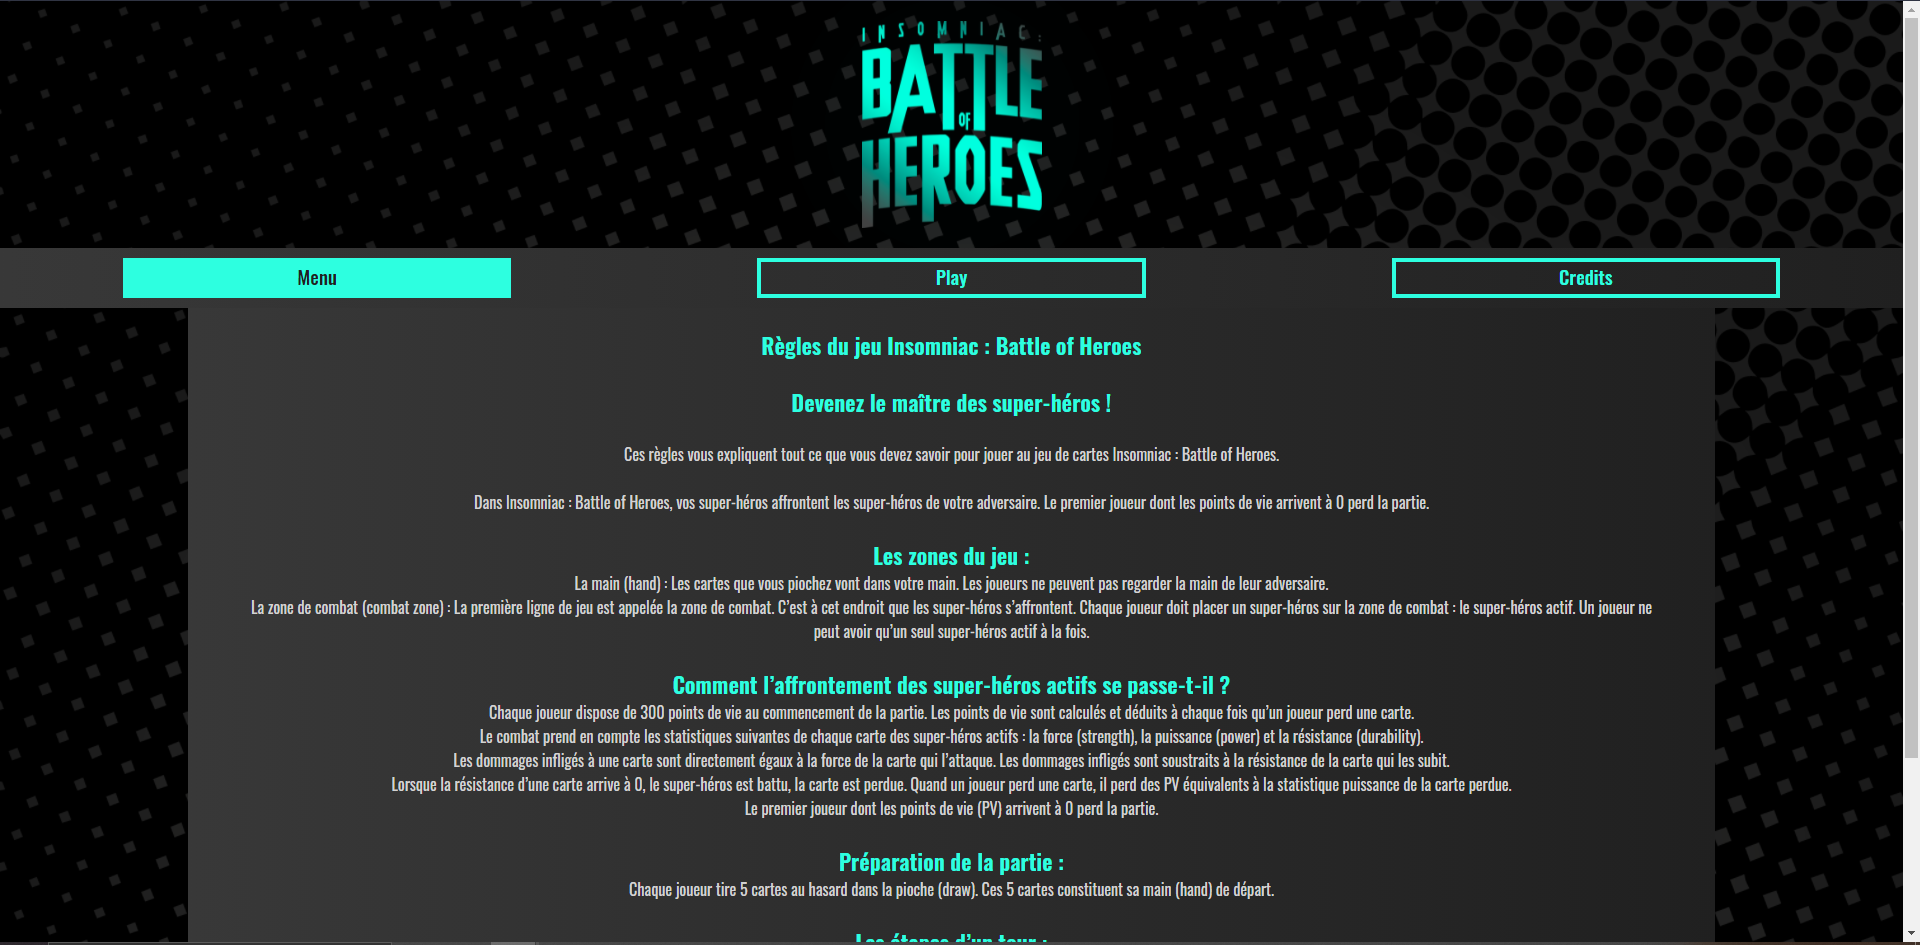 INSOMNIAC:
BATTLE
OF
HEROES
Menu
Play
Credits
Règles du jeu Insomniac : Battle of Heroes
Devenez le maître des super-héros !
Ces règles vous expliquent tout ce que vous devez savoir pour jouer au jeu de cartes Insomniac : Battle of Heroes.
Dans Insomniac : Battle of Heroes, vos super-héros affrontent les super-héros de votre adversaire. Le premier joueur dont les points de vie arrivent à 0 perd la partie.
Les zones du jeu :
La main (hand) : Les cartes que vous piochez vont dans votre main. Les joueurs ne peuvent pas regarder la main de leur adversaire.
La zone de combat (combat zone) : La première ligne de jeu est appelée la zone de combat. C’est à cet endroit que les super-héros s’affrontent. Chaque joueur doit placer un super-héros sur la zone de combat : le super-héros actif. Un joueur ne
peut avoir qu’un seul super-héros actif à la fois.
Comment l’affrontement des super-héros actifs se passe-t-il ?
Chaque joueur dispose de 300 points de vie au commencement de la partie. Les points de vie sont calculés et déduits à chaque fois qu’un joueur perd une carte.
Le combat prend en compte les statistiques suivantes de chaque carte des super-héros actifs : la force (strength), la puissance (power) et la résistance (durability).
Les dommages infligés à une carte sont directement égaux à la force de la carte qui l’attaque. Les dommages infligés sont soustraits à la résistance de la carte qui les subit.
Lorsque la résistance d’une carte arrive à 0, le super-héros est battu, la carte est perdue. Quand un joueur perd une carte, il perd des PV équivalents à la statistique puissance de la carte perdue.
Le premier joueur dont les points de vie (PV) arrivent à 0 perd la partie.
Préparation de la partie :
Chaque joueur tire 5 cartes au hasard dans la pioche (draw). Ces 5 cartes constituent sa main (hand) de départ.
Les étapes d’un tour :